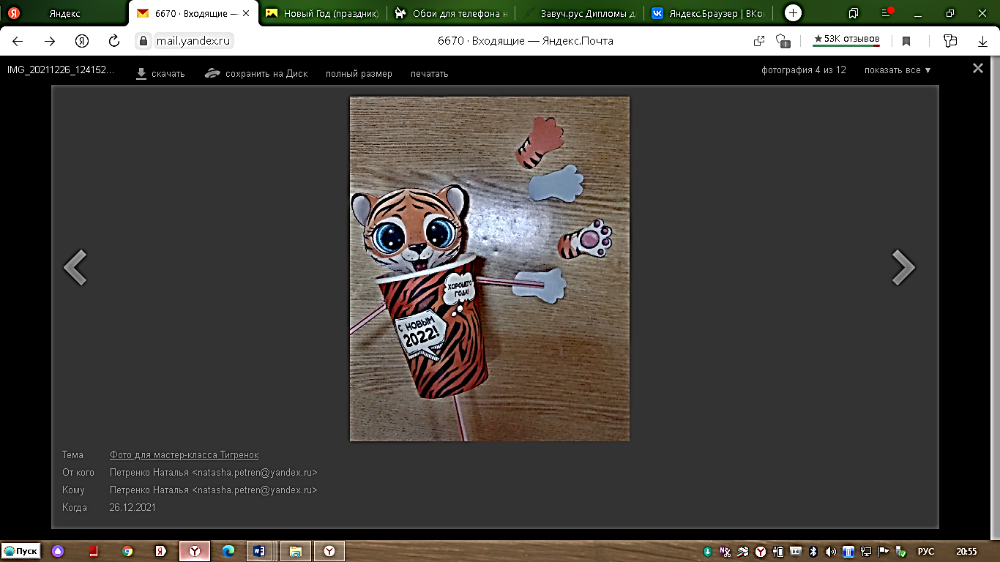 Яндекс
6670 · Входящие —
Новый Год (праздник)
Обои для телефона н
Завуч.рус Дипломы д
Яндекс.Браузер | ВКо
mail.yandex.ru
6670 · Входящие — Яндекс.Почта
1
★ 53K отзывов
IMG_20211226_124152...
скачать
сохранить на Диск
полный размер
печатать
фотография 4 из 12
показать все ▼
ХОРОШЕГО
ГОДА!
С НОВЫМ
2022!
Тема Фото для мастер-класса Тигренок
От кого Петренко Наталья <natasha.petren@yandex.ru>
Кому Петренко Наталья <natasha.petren@yandex.ru>
Когда 26.12.2021
Пуск
РУС
20:55